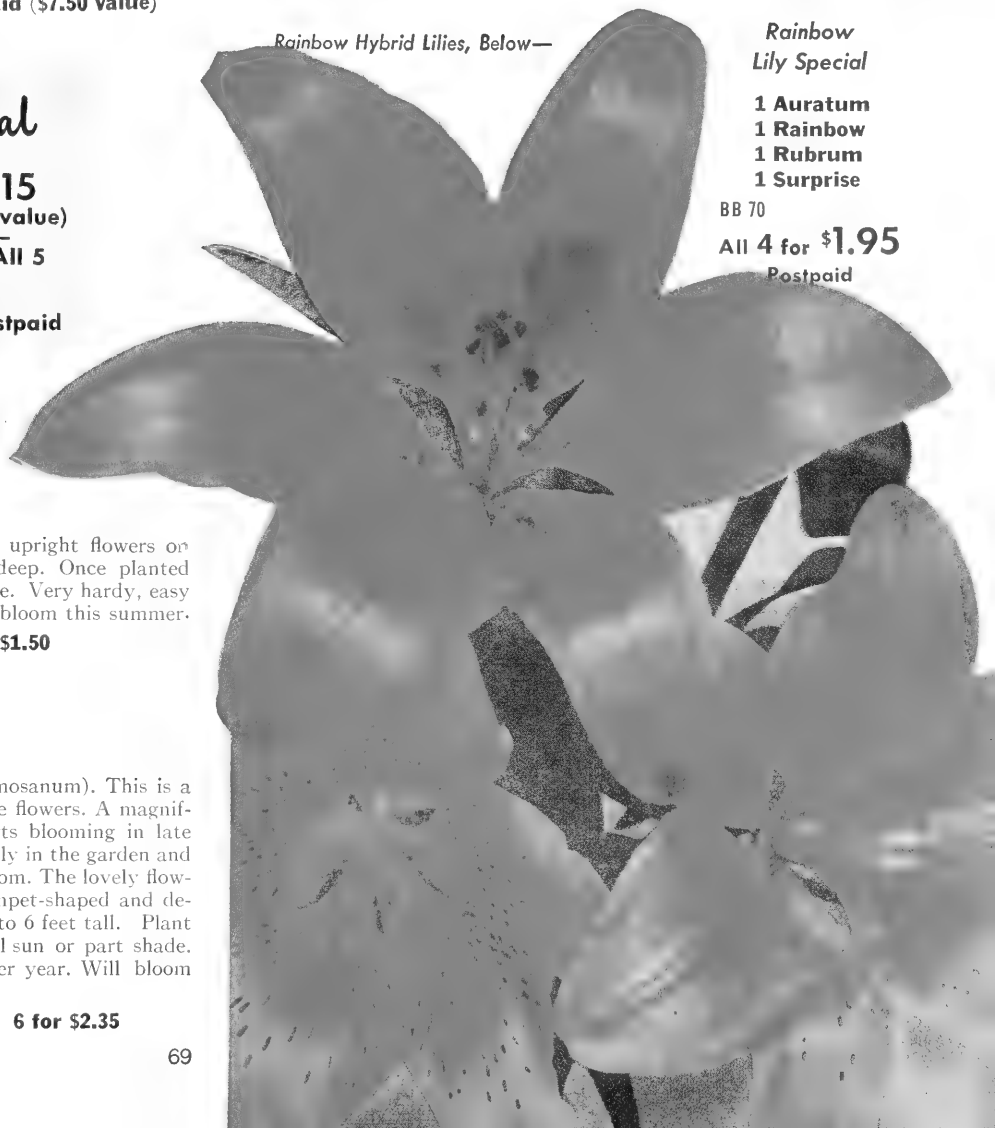 ($7.50 value)
Rainbow Hybrid Lilies, Below—
Rainbow
Lily Special
1 Auratum
1 Rainbow
1 Rubrum
1 Surprise
BB 70
All 4 for $1.95
Postpaid
15
value)
All 5
stpaid
upright flowers on
deep. Once planted
e. Very hardy, easy
bloom this summer.
$1.50
mosanum). This is a
e flowers. A magnif-
ts blooming in late
ly in the garden and
om. The lovely flow-
mpet-shaped and de-
to 6 feet tall. Plant
l sun or part shade.
er year. Will bloom
6 for $2.35
69